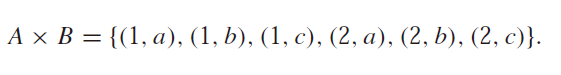 A × B = {(1, a), (1, b), (1, c), (2, a), (2, b), (2, c)}.